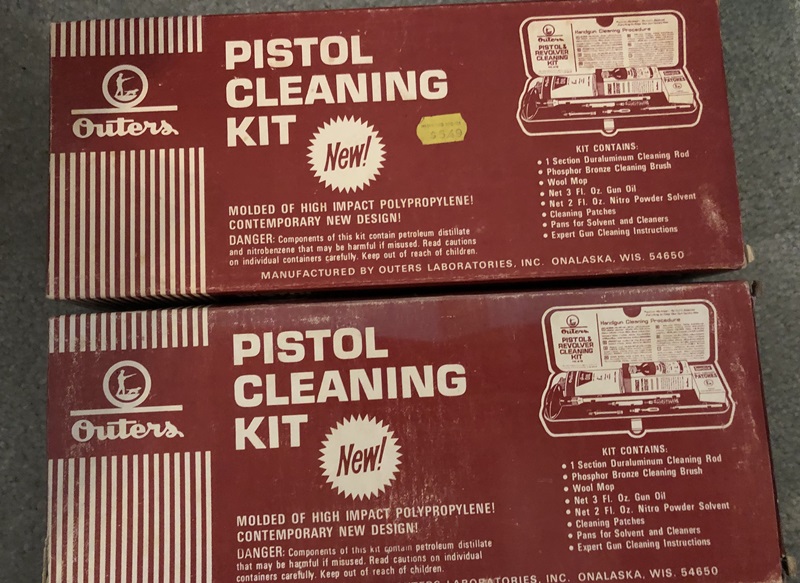 Outers
PISTOL
CLEANING
KIT
New!
$5.49
MOLDED OF HIGH IMPACT POLYPROPYLENE!
CONTEMPORARY NEW DESIGN!
DANGER: Components of this kit contain petroleum distillate
and nitrobenzene that may be harmful if misused. Read cautions
on individual containers carefully. Keep out of reach of children.
MANUFACTURED BY OUTERS LABORATORIES, INC. ONALASKA, WIS. 54650
Outers
PISTOL &
REVOLVER
CLEANING
KIT
Handgun Cleaning Procedure
KIT CONTAINS:
• 1 Section Duraluminum Cleaning Rod
• Phosphor Bronze Cleaning Brush
• Wool Mop
• Net 3 Fl. Oz. Gun Oil
• Net 2 Fl. Oz. Nitro Powder Solvent
• Cleaning Patches
• Pans for Solvent and Cleaners
• Expert Gun Cleaning Instructions
Outers
PISTOL
CLEANING
KIT
New!
MOLDED OF HIGH IMPACT POLYPROPYLENE!
CONTEMPORARY NEW DESIGN!
DANGER: Components of this kit contain petroleum distillate
that may be harmful if misused. Read cautions on individual
containers carefully. Keep out of reach of children.
OUTERS LABORATORIES, INC. ONALASKA, WIS. 54650
Outers
PISTOL &
REVOLVER
CLEANING
KIT
Handgun Cleaning Procedure
PATCHES
KIT CONTAINS:
• 1 Section Duraluminum Cleaning Rod
• Phosphor Bronze Cleaning Brush
• Wool Mop
• Net 3 Fl. Oz. Gun Oil
• Net 2 Fl. Oz. Nitro Powder Solvent
• Cleaning Patches
• Pans for Solvent and Cleaners
• Expert Gun Cleaning Instructions